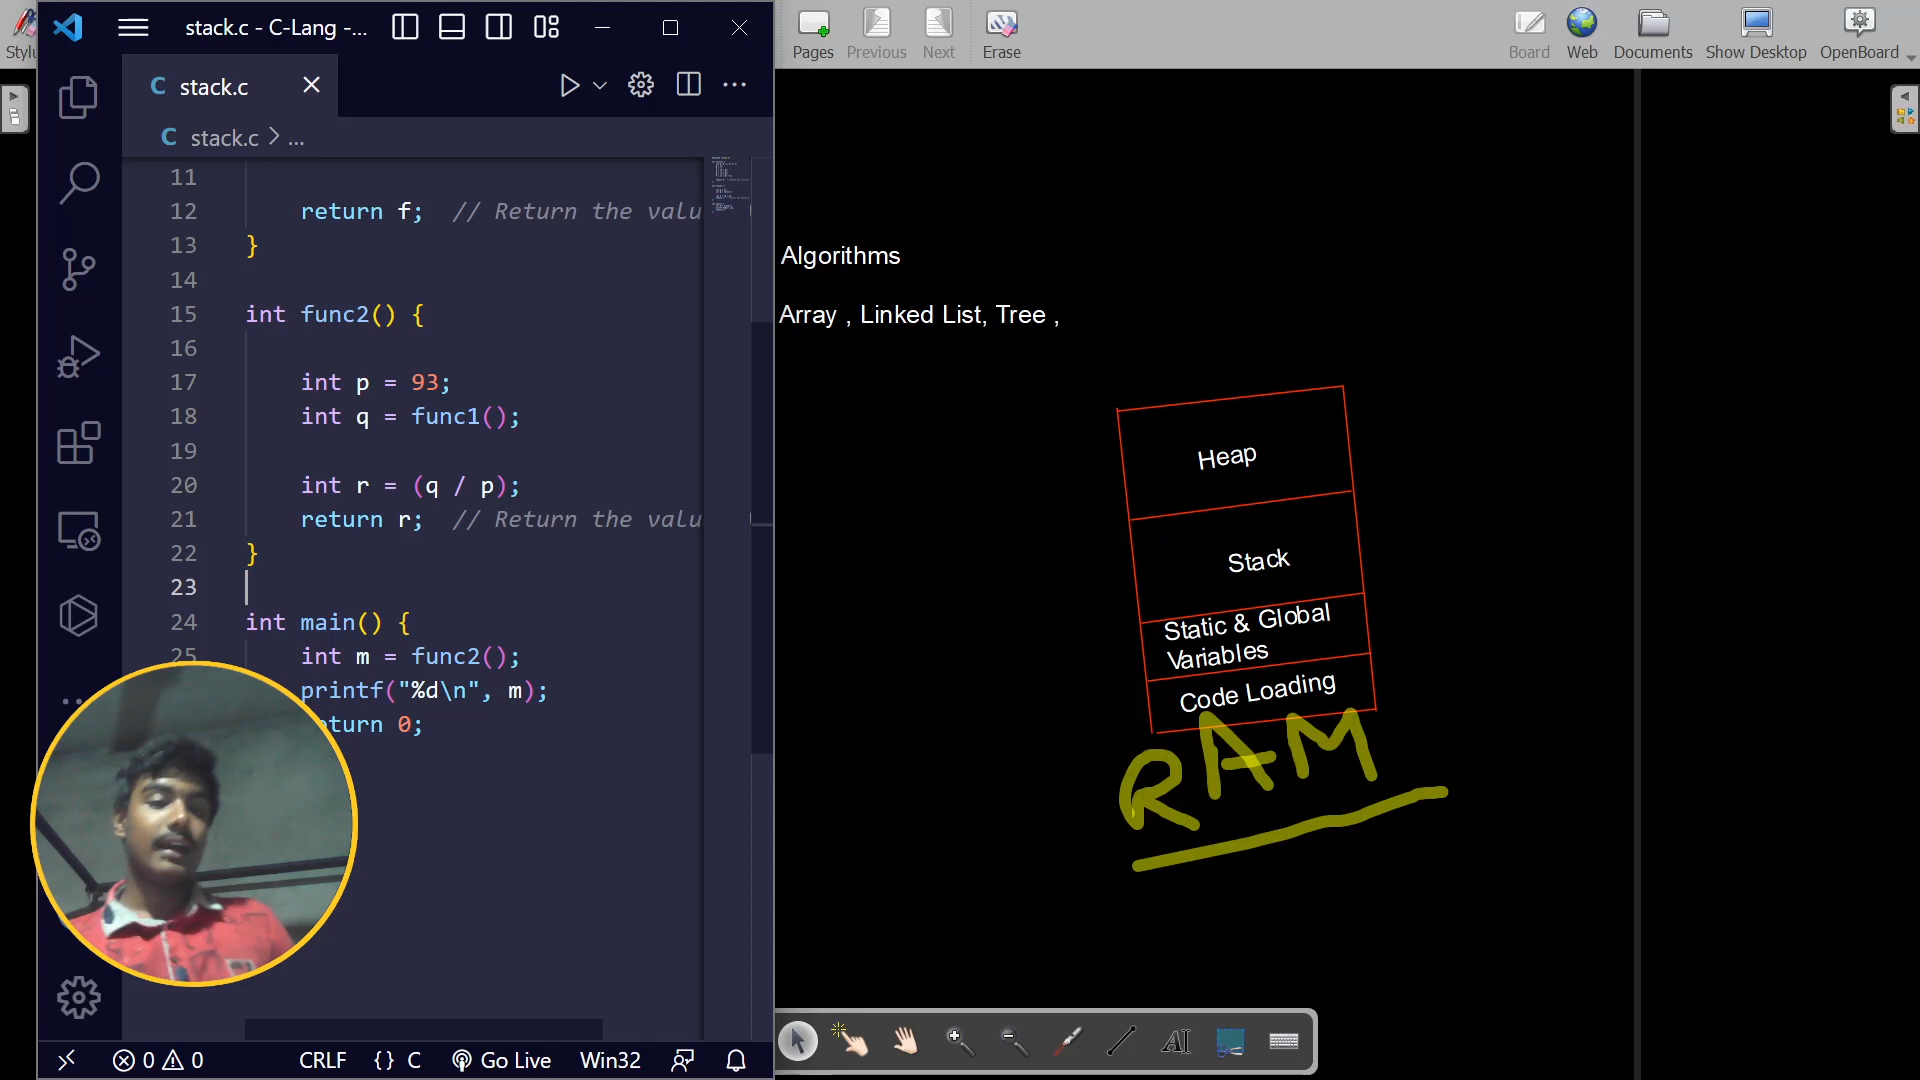 stack.c - C-Lang -...
Pages
Previous
Next
Erase
Board
Web
Documents
Show Desktop
OpenBoard
C stack.c
C stack.c > ...
11
12 return f; // Return the valu
13 }
14
15 int func2() {
16
17 int p = 93;
18 int q = func1();
19
20 int r = (q / p);
21 return r; // Return the valu
22 }
23
24 int main() {
25 int m = func2();
printf("%d\n", m);
turn 0;
Algorithms
Array , Linked List, Tree ,
Heap
Stack
Static & Global
Variables
Code Loading
RAM
0 0 CRLF {} C Go Live Win32